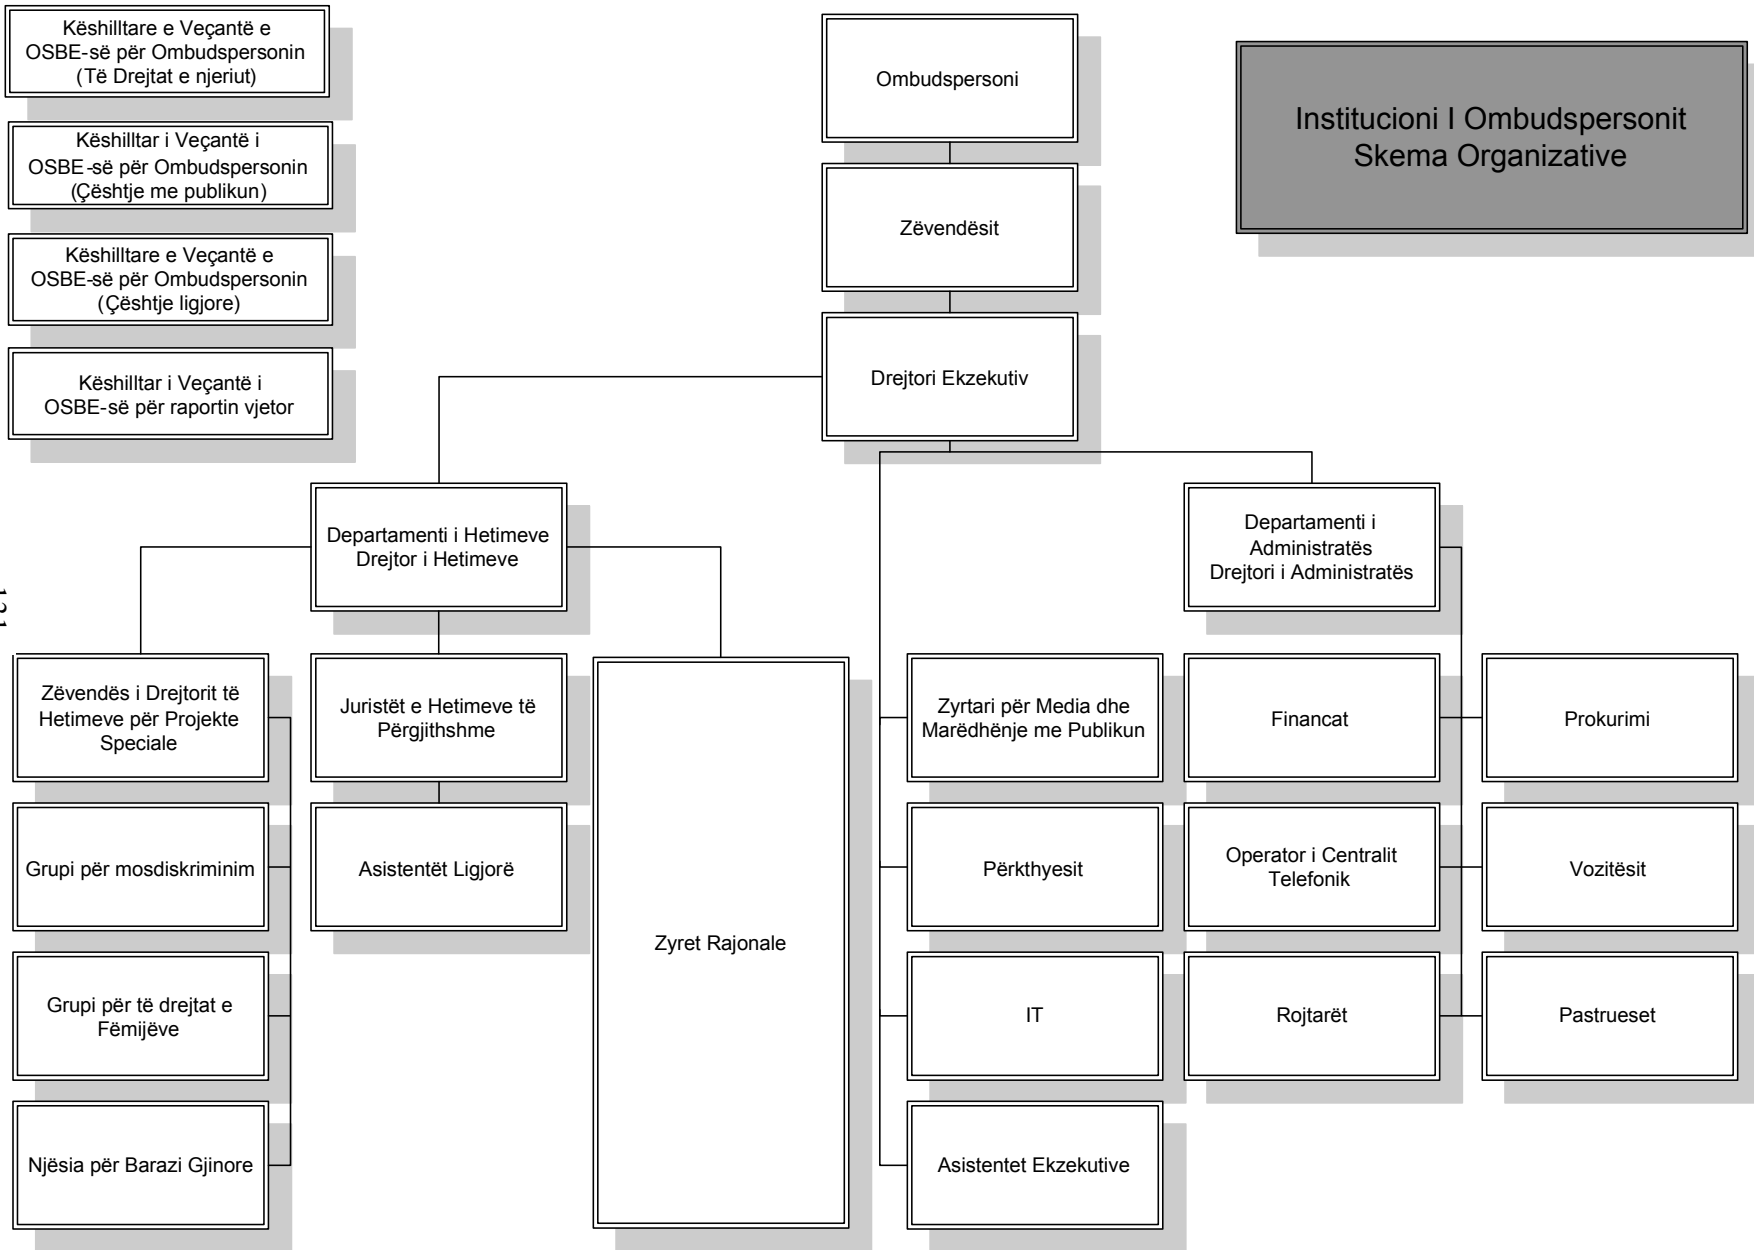 Këshilltare e Veçantë e
OSBE-së për Ombudspersonin
(Të Drejtat e njeriut)
Këshilltar i Veçantë i
OSBE-së për Ombudspersonin
(Çështje me publikun)
Këshilltare e Veçantë e
OSBE-së për Ombudspersonin
(Çështje ligjore)
Këshilltar i Veçantë i
OSBE-së për raportin vjetor
Ombudspersoni
Zëvendësit
Drejtori Ekzekutiv
Institucioni I Ombudspersonit
Skema Organizative
Departamenti i Hetimeve
Drejtor i Hetimeve
Departamenti i
Administratës
Drejtori i Administratës
Zëvendës i Drejtorit të
Hetimeve për Projekte
Speciale
Juristët e Hetimeve të
Përgjithshme
Zyret Rajonale
Zyrtari për Media dhe
Marëdhënje me Publikun
Financat
Prokurimi
Grupi për mosdiskriminim
Asistentët Ligjorë
Përkthyesit
Operator i Centralit
Telefonik
Vozitësit
Grupi për të drejtat e
Fëmijëve
IT
Rojtarët
Pastrueset
Njësia për Barazi Gjinore
Asistentet Ekzekutive